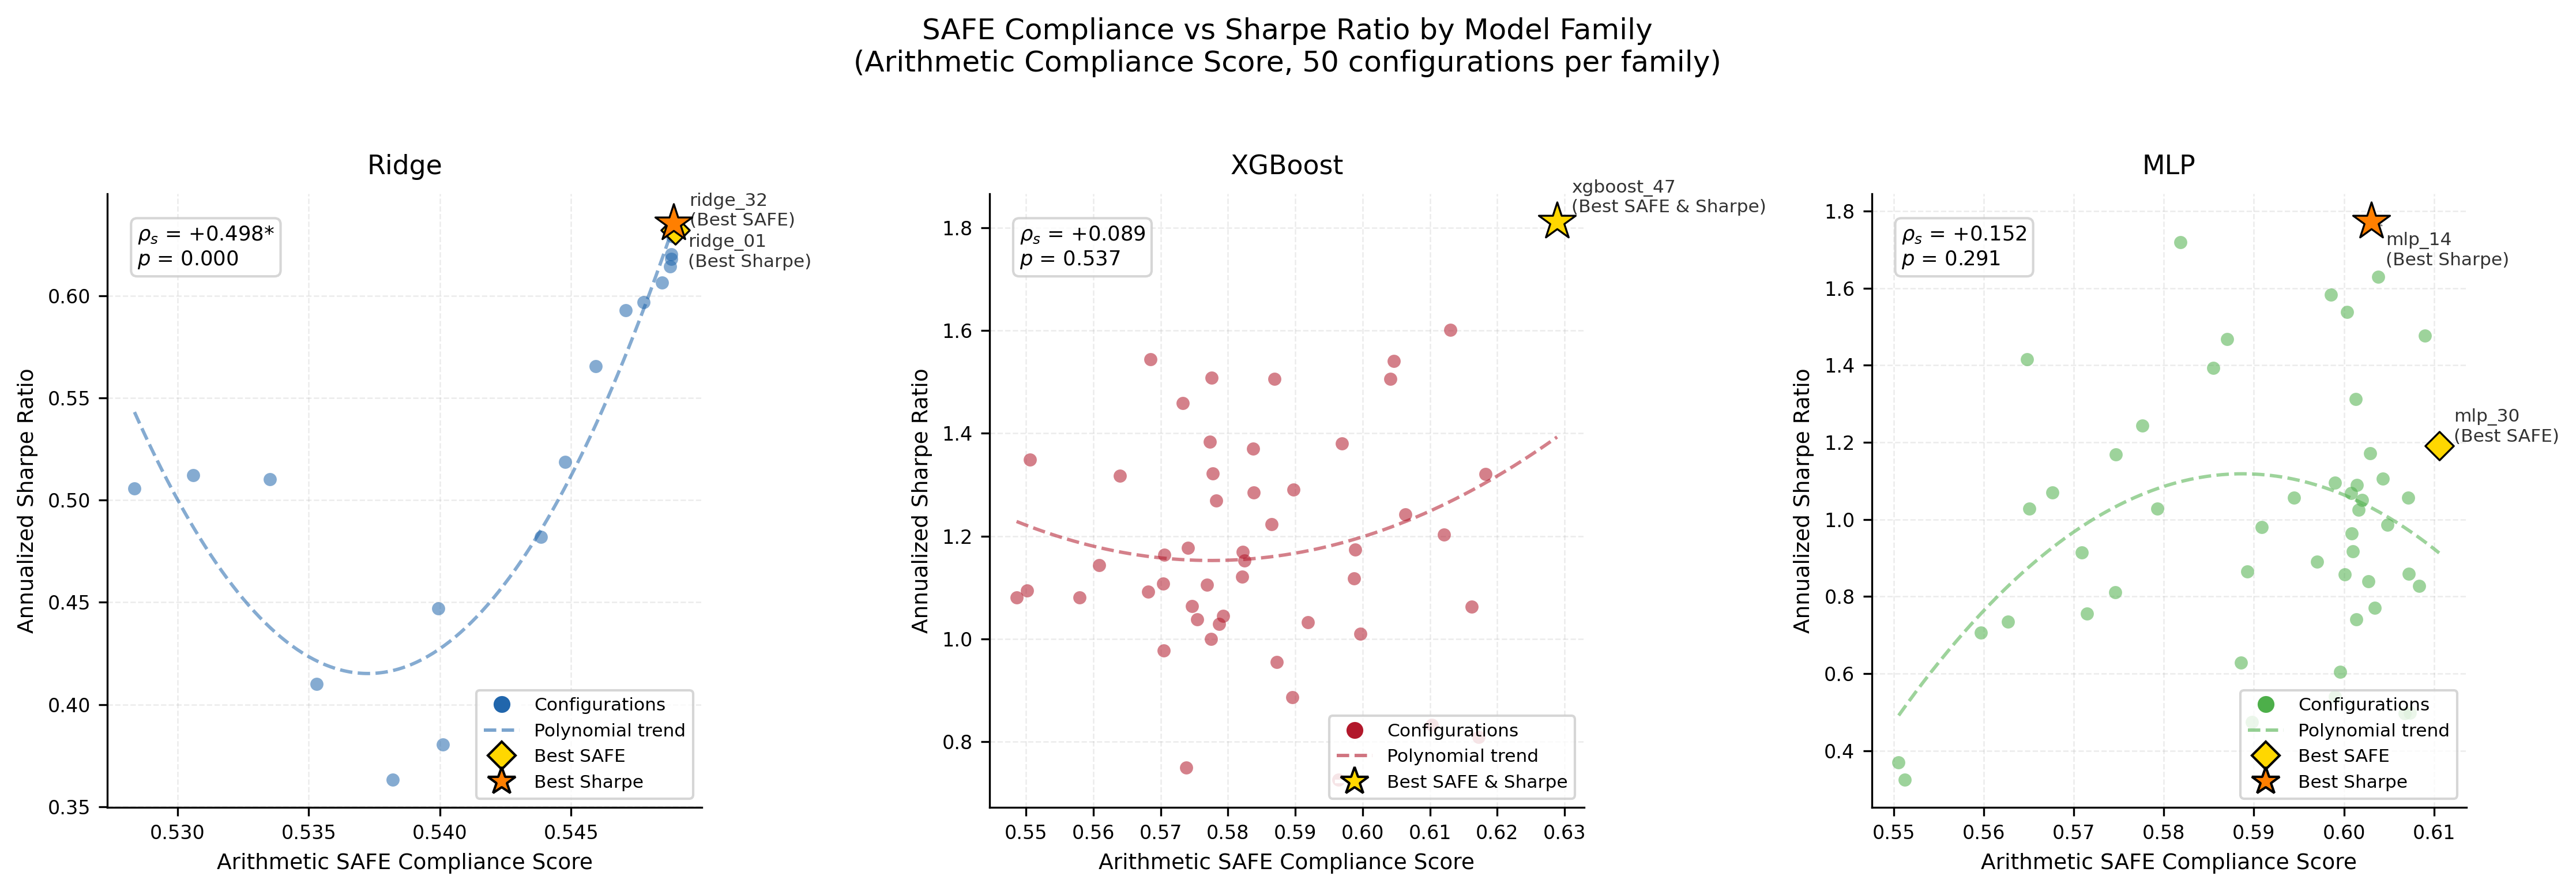 SAFE Compliance vs Sharpe Ratio by Model Family
(Arithmetic Compliance Score, 50 configurations per family)
Ridge
ρs = +0.498*
p = 0.000
ridge_32
(Best SAFE)
ridge_01
(Best Sharpe)
Annualized Sharpe Ratio
0.60
0.55
0.50
0.45
0.40
0.35
0.530
0.535
0.540
0.545
Arithmetic SAFE Compliance Score
Configurations
Polynomial trend
Best SAFE
Best Sharpe
XGBoost
ρs = +0.089
p = 0.537
xgboost_47
(Best SAFE & Sharpe)
Annualized Sharpe Ratio
1.8
1.6
1.4
1.2
1.0
0.8
0.55
0.56
0.57
0.58
0.59
0.60
0.61
0.62
0.63
Arithmetic SAFE Compliance Score
Configurations
Polynomial trend
Best SAFE & Sharpe
MLP
ρs = +0.152
p = 0.291
mlp_14
(Best Sharpe)
mlp_30
(Best SAFE)
Annualized Sharpe Ratio
1.8
1.6
1.4
1.2
1.0
0.8
0.6
0.4
0.55
0.56
0.57
0.58
0.59
0.60
0.61
Arithmetic SAFE Compliance Score
Configurations
Polynomial trend
Best SAFE
Best Sharpe